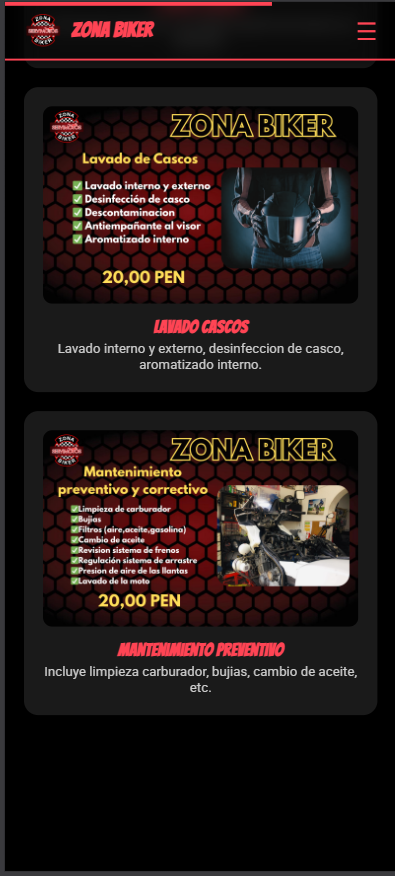 ZONA BIKER
ZONA BIKER
Lavado de Cascos
✅ Lavado interno y externo
✅ Desinfección de casco
✅ Descontaminacion
✅ Antiempañante al visor
✅ Aromatizado interno
20,00 PEN
LAVADO CASCOS
Lavado interno y externo, desinfeccion de casco,
aromatizado interno.
ZONA BIKER
Mantenimiento
preventivo y correctivo
✅Limpieza de carburador
✅Bujias
✅Filtros (aire,aceite,gasolina)
✅Cambio de aceite
✅Revision sistema de frenos
✅Regulación sistema de arrastre
✅Presion de aire de las llantas
✅Lavado de la moto
20,00 PEN
MANTENIMIENTO PREVENTIVO
Incluye limpieza carburador, bujias, cambio de aceite,
etc.